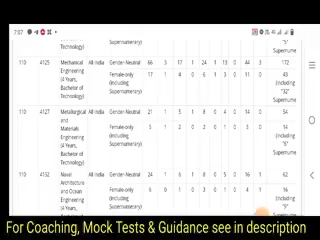 7:07
Technology) Supernumerary) "5"
Supernume
110 4125 Mechanical All India Gender-Neutral 66 3 17 1 24 1 13 0 44 3 172
Engineering
(4 Years, Female-only 17 1 4 0 6 1 3 0 11 0 43
Bachelor of (including (including
Technology) Supernumerary) "32"
Supernume
110 4127 Metallurgical All India Gender-Neutral 21 1 5 1 8 0 4 0 14 0 54
and
Materials Female-only 5 1 2 0 2 0 1 0 3 0 14
Engineering (including (including
(4 Years, Supernumerary) "5"
Bachelor of Supernume
Technology)
110 4132 Naval All India Gender-Neutral 24 1 6 1 8 0 5 0 16 1 62
Architecture
and Ocean Female-only 6 0 1 0 3 0 1 0 4 1 16
Engineering (including (including
(4 Years, Supernumerary) "6"
For Coaching, Mock Tests & Guidance see in description